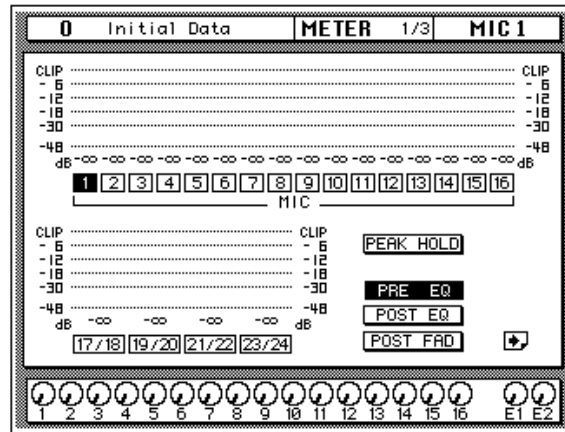 0 Initial Data METER 1/3 MIC 1
CLIP CLIP
- 6 - 6
-12 -12
-18 -18
-30 -30
-48 -48
dB -∞ -∞ -∞ -∞ -∞ -∞ -∞ -∞ -∞ -∞ -∞ -∞ -∞ -∞ -∞ -∞ dB
1 2 3 4 5 6 7 8 9 10 11 12 13 14 15 16
MIC
CLIP CLIP
- 6 - 6 PEAK HOLD
-12 -12
-18 -18
-30 -30 PRE EQ
-48 -48
dB -∞ -∞ -∞ -∞ dB POST EQ
17/18 19/20 21/22 23/24 POST FAD
1 2 3 4 5 6 7 8 9 10 11 12 13 14 15 16 E1 E2